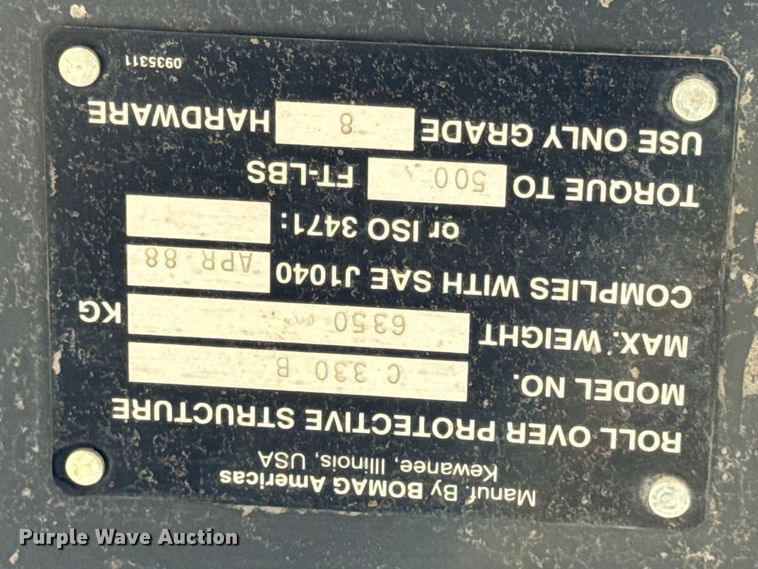 Manuf. By BOMAG Americas
Kewanee, Illinois, USA
ROLL OVER PROTECTIVE STRUCTURE
MODEL NO. C 330 B
MAX. WEIGHT 6350 KG
COMPLIES WITH SAE J1040 APR 88
or ISO 3471:
TORQUE TO 500 FT-LBS
USE ONLY GRADE 8 HARDWARE
0935311
Purple Wave Auction